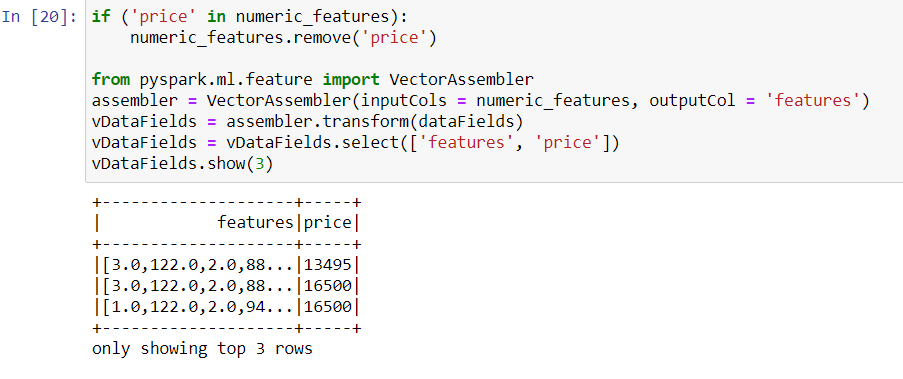 In [20]: if ('price' in numeric_features):
    numeric_features.remove('price')
from pyspark.ml.feature import VectorAssembler
assembler = VectorAssembler(inputCols = numeric_features, outputCol = 'features')
vDataFields = assembler.transform(dataFields)
vDataFields = vDataFields.select(['features', 'price'])
vDataFields.show(3)
+--------------------+-----+
|            features|price|
+--------------------+-----+
|[3.0,122.0,2.0,88...|13495|
|[3.0,122.0,2.0,88...|16500|
|[1.0,122.0,2.0,94...|16500|
+--------------------+-----+
only showing top 3 rows